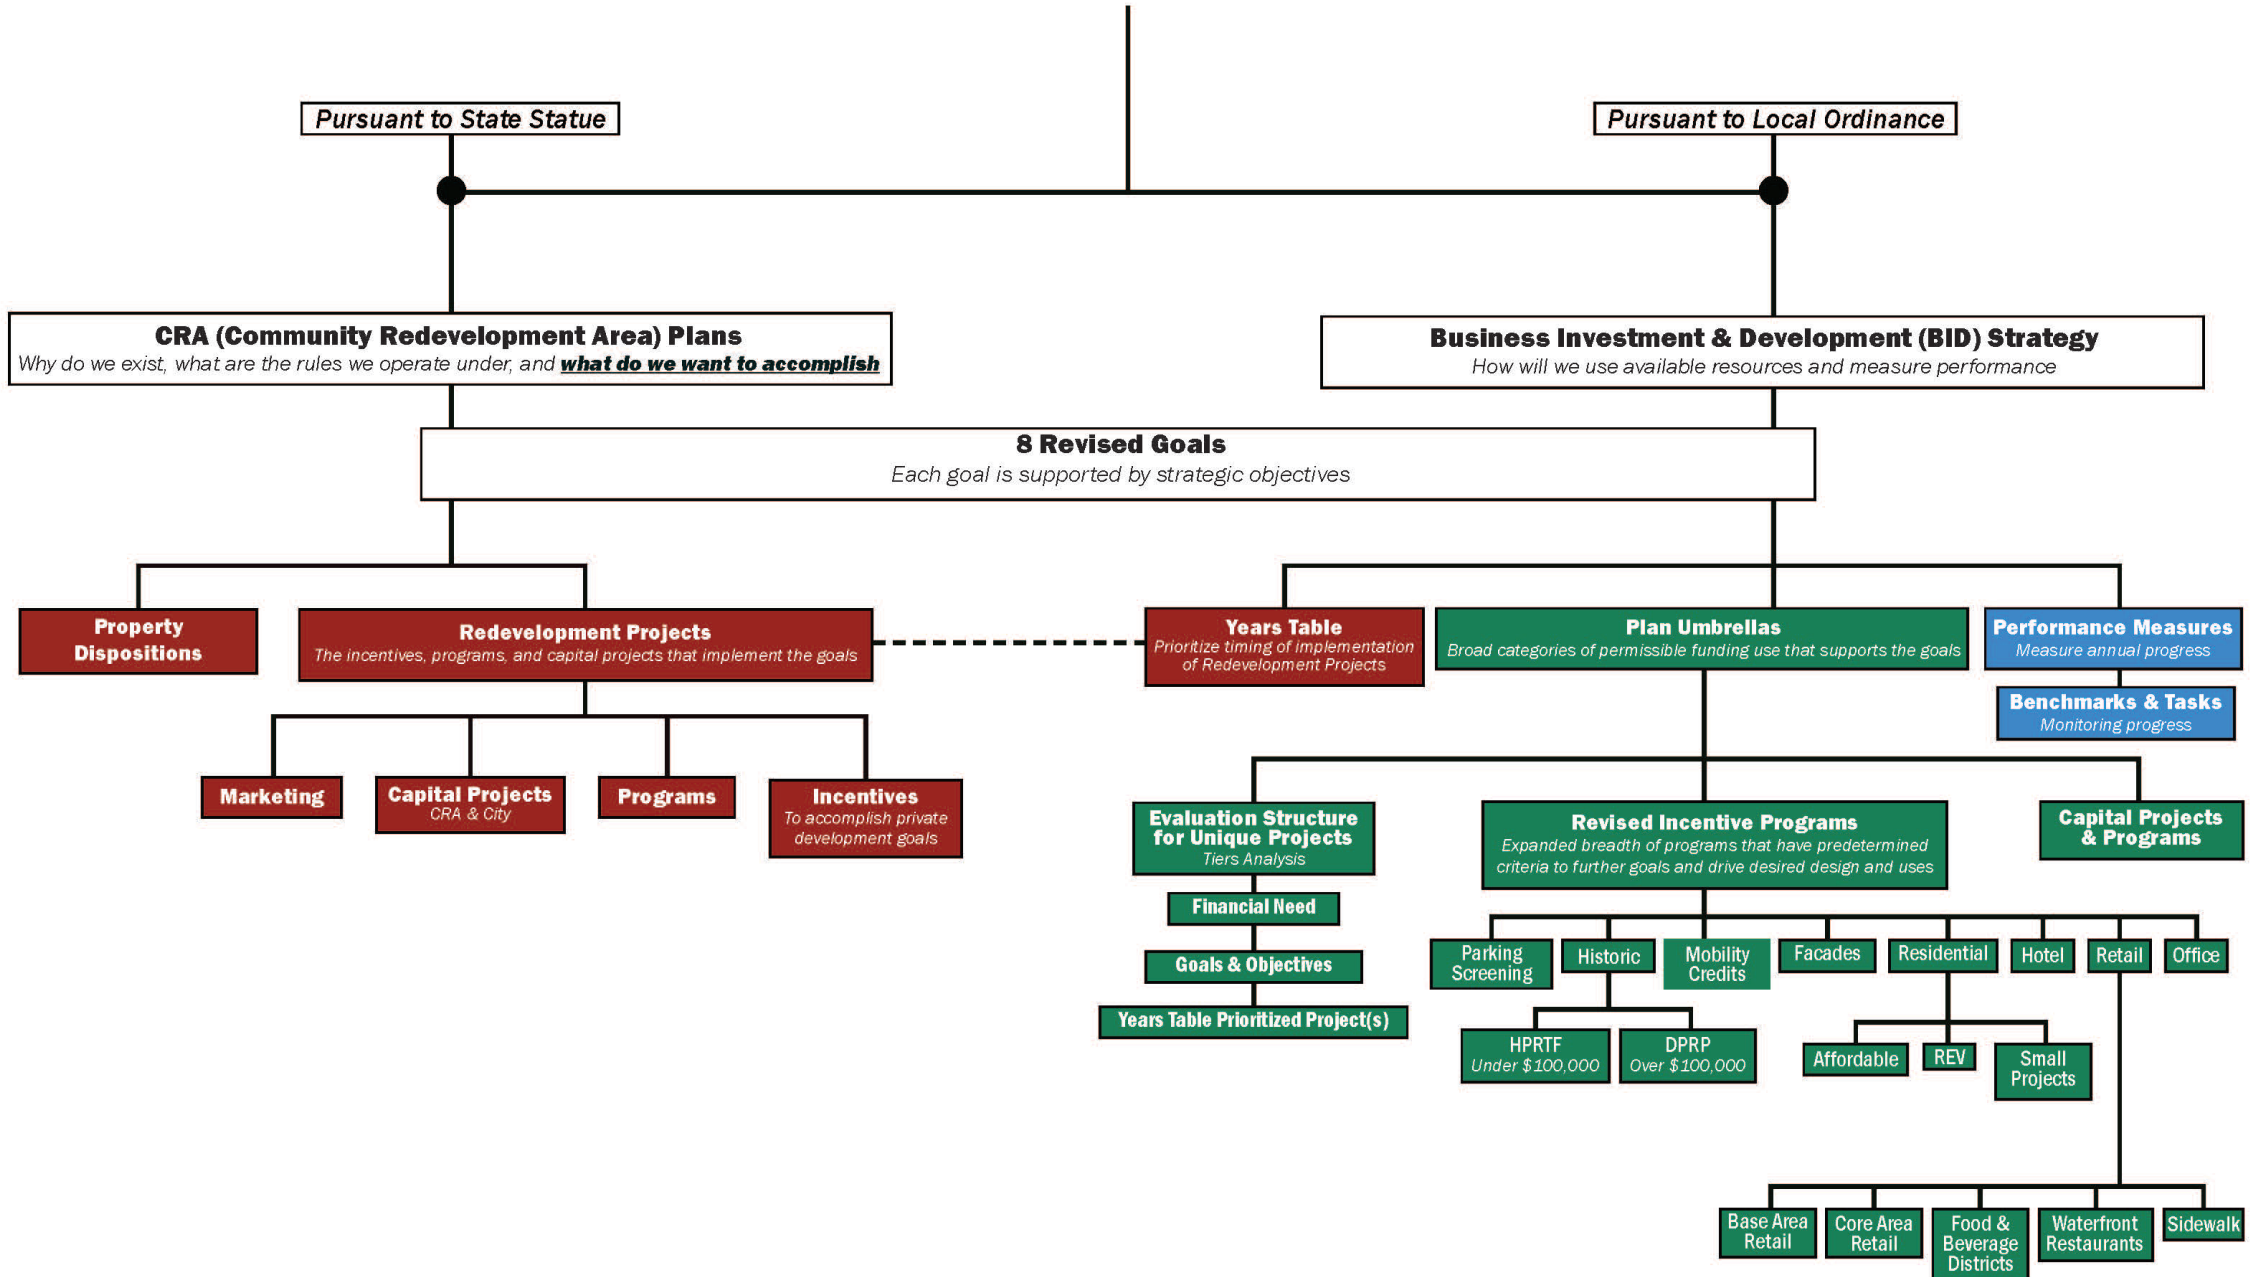 Pursuant to State Statue
Pursuant to Local Ordinance
CRA (Community Redevelopment Area) Plans
Why do we exist, what are the rules we operate under, and what do we want to accomplish
Business Investment & Development (BID) Strategy
How will we use available resources and measure performance
8 Revised Goals
Each goal is supported by strategic objectives
Property
Dispositions
Redevelopment Projects
The incentives, programs, and capital projects that implement the goals
Years Table
Prioritize timing of implementation
of Redevelopment Projects
Plan Umbrellas
Broad categories of permissible funding use that supports the goals
Performance Measures
Measure annual progress
Benchmarks & Tasks
Monitoring progress
Marketing
Capital Projects
CRA & City
Programs
Incentives
To accomplish private
development goals
Evaluation Structure
for Unique Projects
Tiers Analysis
Financial Need
Goals & Objectives
Years Table Prioritized Project(s)
Revised Incentive Programs
Expanded breadth of programs that have predetermined
criteria to further goals and drive desired design and uses
Capital Projects
& Programs
Parking
Screening
Historic
Mobility
Credits
Facades
Residential
Hotel
Retail
Office
HPRTF
Under $100,000
DPRP
Over $100,000
Affordable
REV
Small
Projects
Base Area
Retail
Core Area
Retail
Food &
Beverage
Districts
Waterfront
Restaurants
Sidewalk